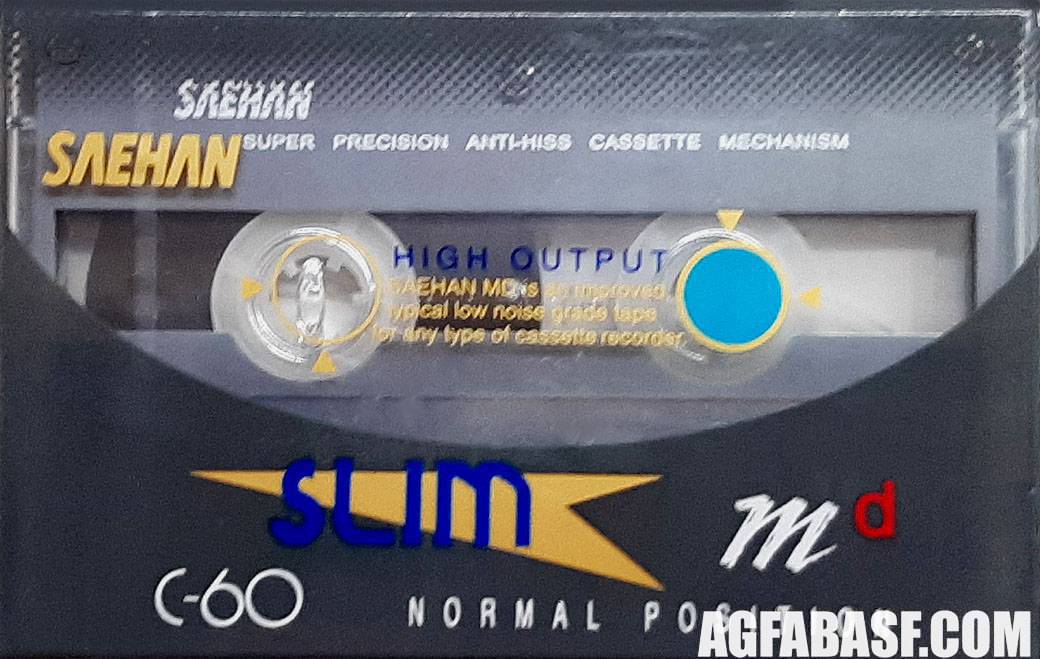 SAEHAN
SAEHAN
SUPER PRECISION ANTI-HISS CASSETTE MECHANISM
HIGH OUTPUT
SAEHAN MD is an improved
typical low noise grade tape
for any type of cassette recorder
SLIM
md
C-60
NORMAL POSITION
AGFABASF.COM